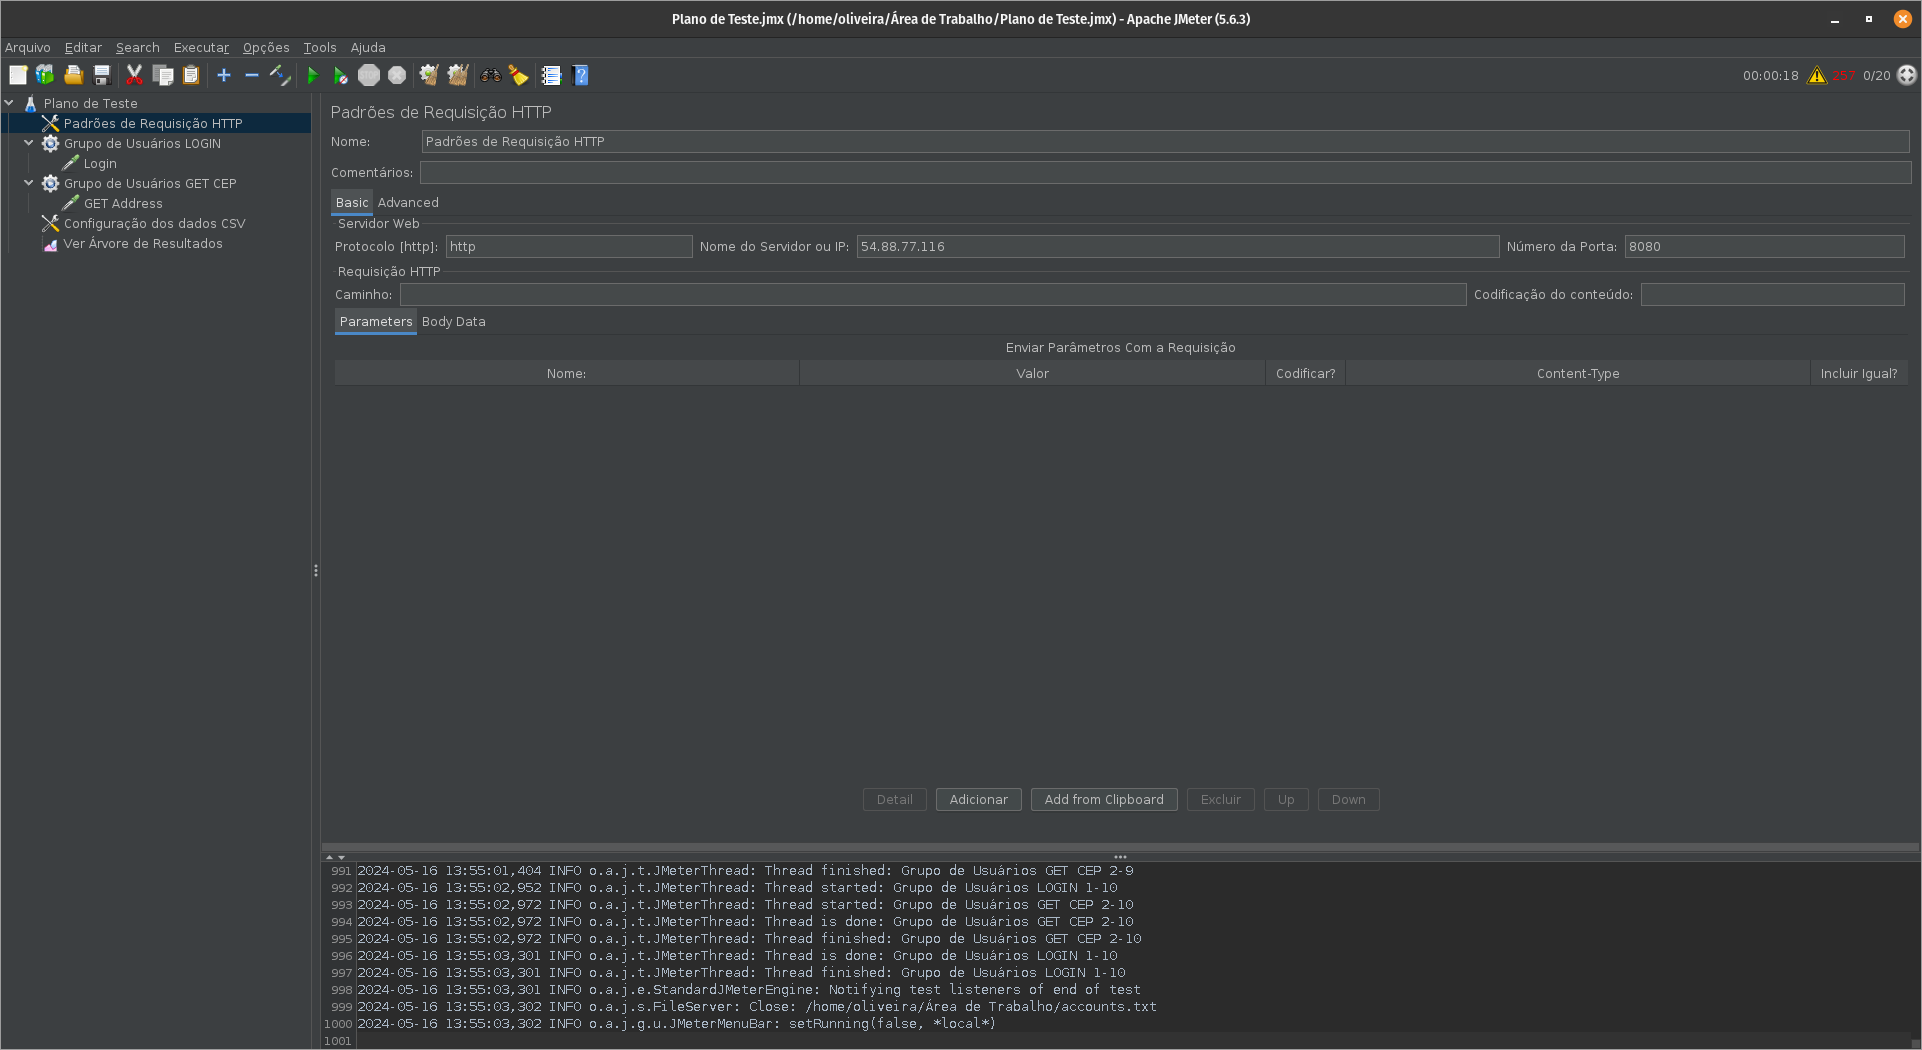 Plano de Teste.jmx (/home/oliveira/Área de Trabalho/Plano de Teste.jmx) - Apache JMeter (5.6.3)
Arquivo Editar Search Executar Opções Tools Ajuda
STOP 00:00:18 257 0/20
Plano de Teste
Padrões de Requisição HTTP
Grupo de Usuários LOGIN
Login
Grupo de Usuários GET CEP
GET Address
Configuração dos dados CSV
Ver Árvore de Resultados
Padrões de Requisição HTTP
Nome: Padrões de Requisição HTTP
Comentários:
Basic Advanced
Servidor Web
Protocolo [http]: http Nome do Servidor ou IP: 54.88.77.116 Número da Porta: 8080
Requisição HTTP
Caminho: Codificação do conteúdo:
Parameters Body Data
Enviar Parâmetros Com a Requisição
Nome: Valor Codificar? Content-Type Incluir Igual?
Detail Adicionar Add from Clipboard Excluir Up Down
991 2024-05-16 13:55:01,404 INFO o.a.j.t.JMeterThread: Thread finished: Grupo de Usuários GET CEP 2-9
992 2024-05-16 13:55:02,952 INFO o.a.j.t.JMeterThread: Thread started: Grupo de Usuários LOGIN 1-10
993 2024-05-16 13:55:02,972 INFO o.a.j.t.JMeterThread: Thread started: Grupo de Usuários GET CEP 2-10
994 2024-05-16 13:55:02,972 INFO o.a.j.t.JMeterThread: Thread is done: Grupo de Usuários GET CEP 2-10
995 2024-05-16 13:55:02,972 INFO o.a.j.t.JMeterThread: Thread finished: Grupo de Usuários GET CEP 2-10
996 2024-05-16 13:55:03,301 INFO o.a.j.t.JMeterThread: Thread is done: Grupo de Usuários LOGIN 1-10
997 2024-05-16 13:55:03,301 INFO o.a.j.t.JMeterThread: Thread finished: Grupo de Usuários LOGIN 1-10
998 2024-05-16 13:55:03,301 INFO o.a.j.e.StandardJMeterEngine: Notifying test listeners of end of test
999 2024-05-16 13:55:03,302 INFO o.a.j.s.FileServer: Close: /home/oliveira/Área de Trabalho/accounts.txt
1000 2024-05-16 13:55:03,302 INFO o.a.j.g.u.JMeterMenuBar: setRunning(false, *local*)
1001